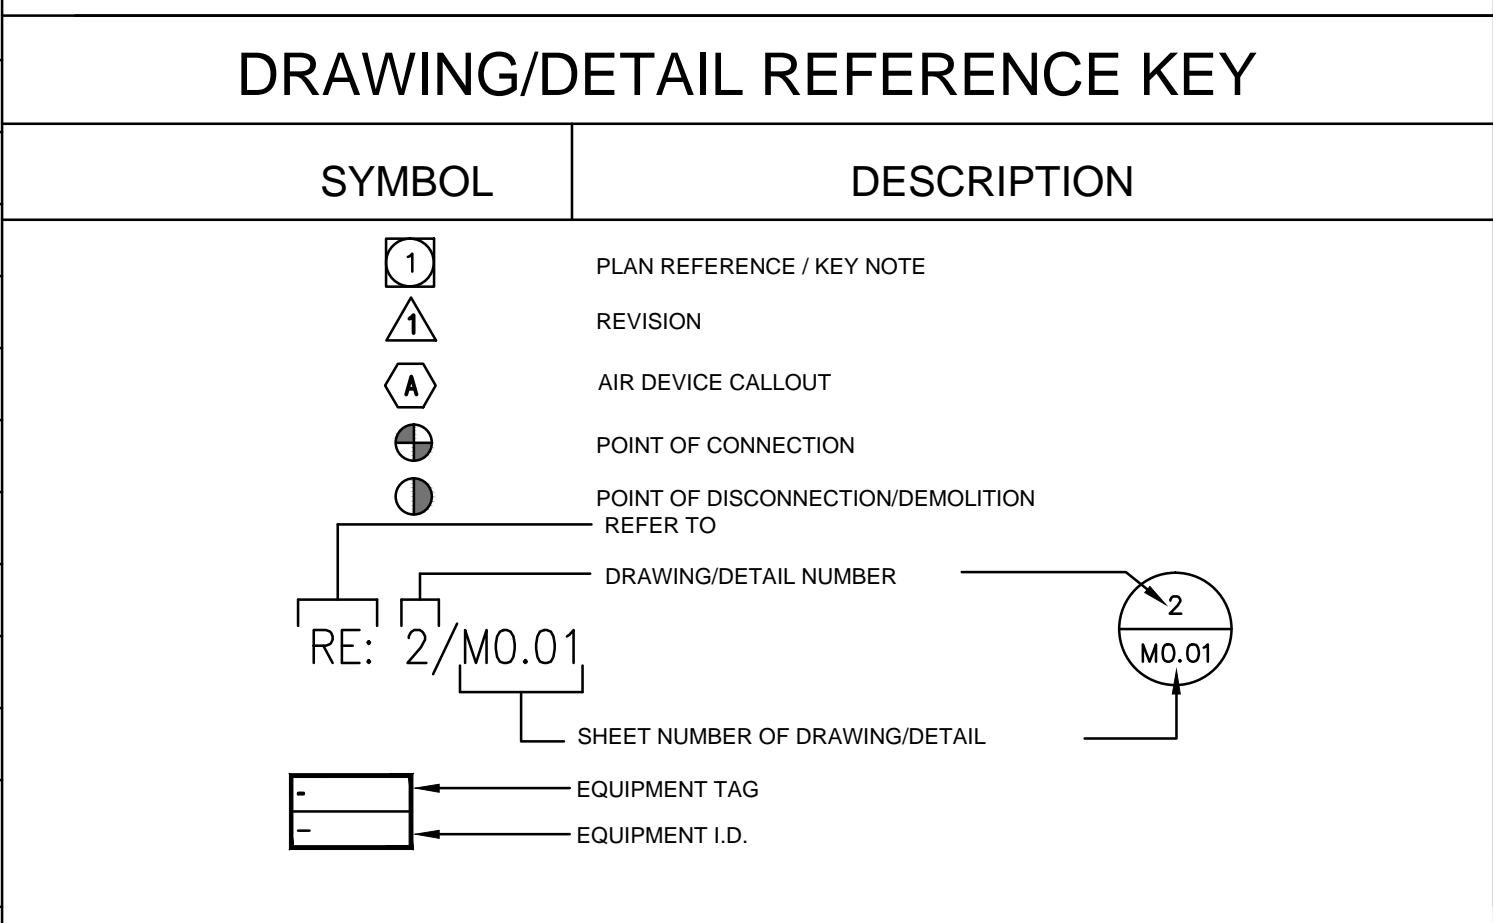 DRAWING/DETAIL REFERENCE KEY
SYMBOL DESCRIPTION
1 PLAN REFERENCE / KEY NOTE
1 REVISION
A AIR DEVICE CALLOUT
POINT OF CONNECTION
POINT OF DISCONNECTION/DEMOLITION
REFER TO
DRAWING/DETAIL NUMBER
2
RE: 2/M0.01
M0.01
SHEET NUMBER OF DRAWING/DETAIL
- EQUIPMENT TAG
- EQUIPMENT I.D.